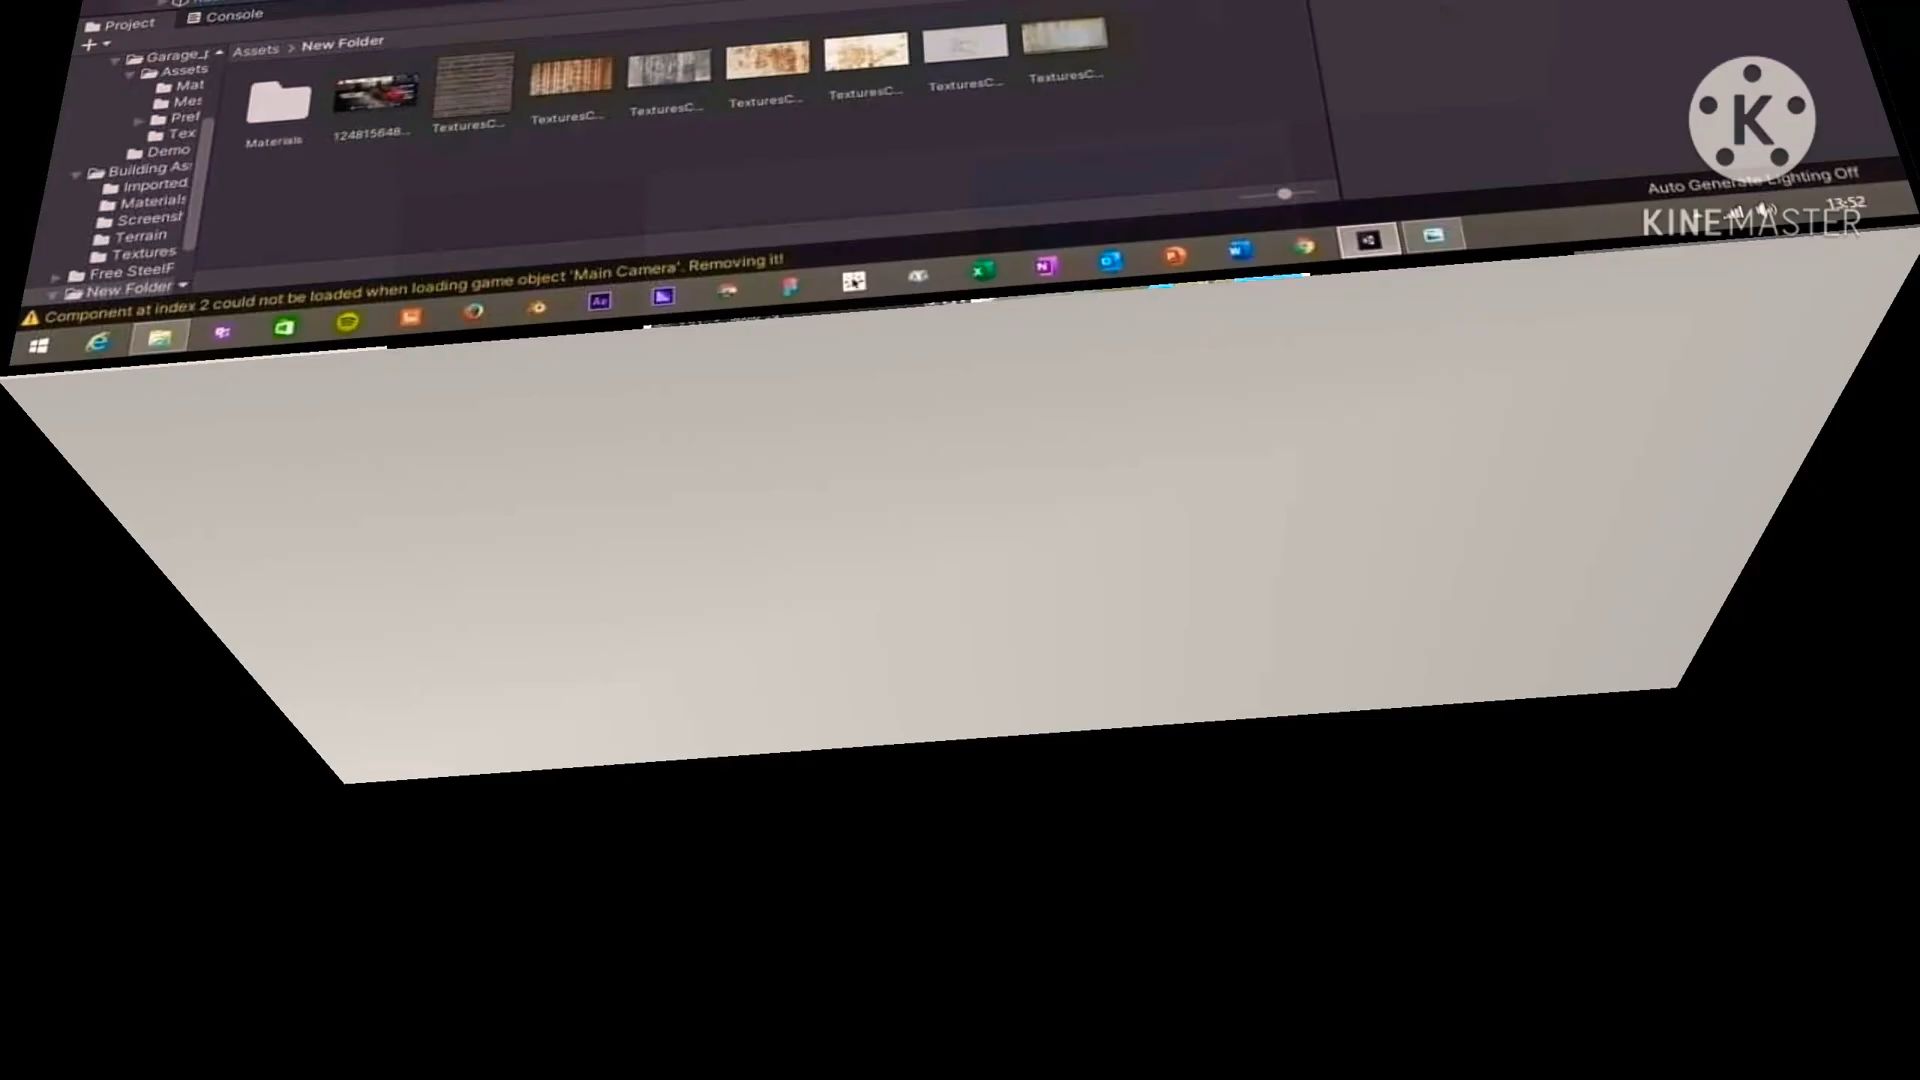 Project
Console
Assets > New Folder
Garage_p
Assets
Mat
Mes
Pref
Tex
Demo
Building As
Imported
Materials
Screensh
Terrain
Textures
Free SteelF
New Folder
Materials
124815648...
TexturesC...
TexturesC...
TexturesC...
TexturesC...
TexturesC...
TexturesC...
TexturesC...
Component at index 2 could not be loaded when loading game object 'Main Camera'. Removing it!
Auto Generate Lighting Off
13:52
K
KINEMASTER
Ae